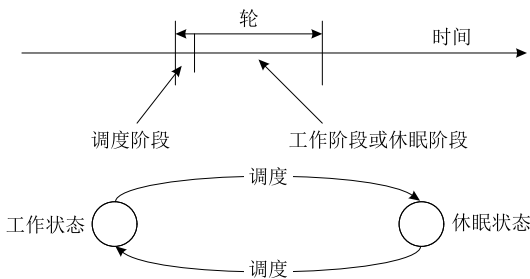 轮
时间
调度阶段
工作阶段或休眠阶段
调度
工作状态
休眠状态
调度